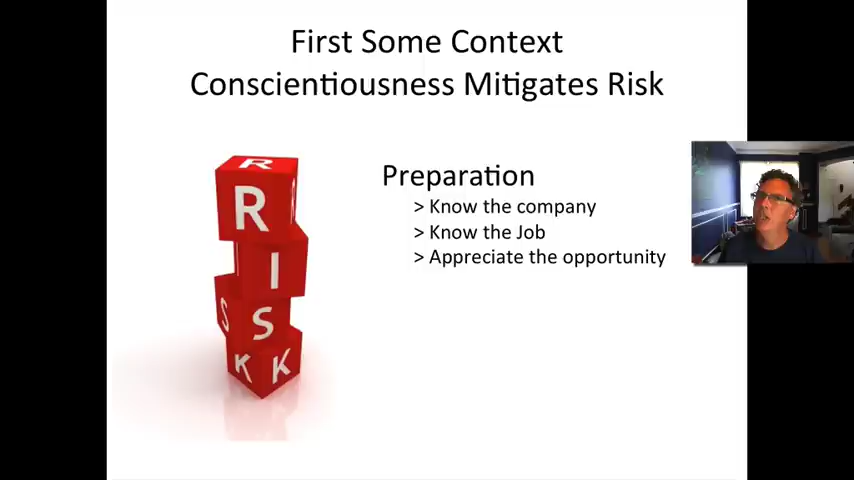 First Some Context
Conscientiousness Mitigates Risk
Preparation
> Know the company
> Know the Job
> Appreciate the opportunity
R
R R
I I
S S
K K